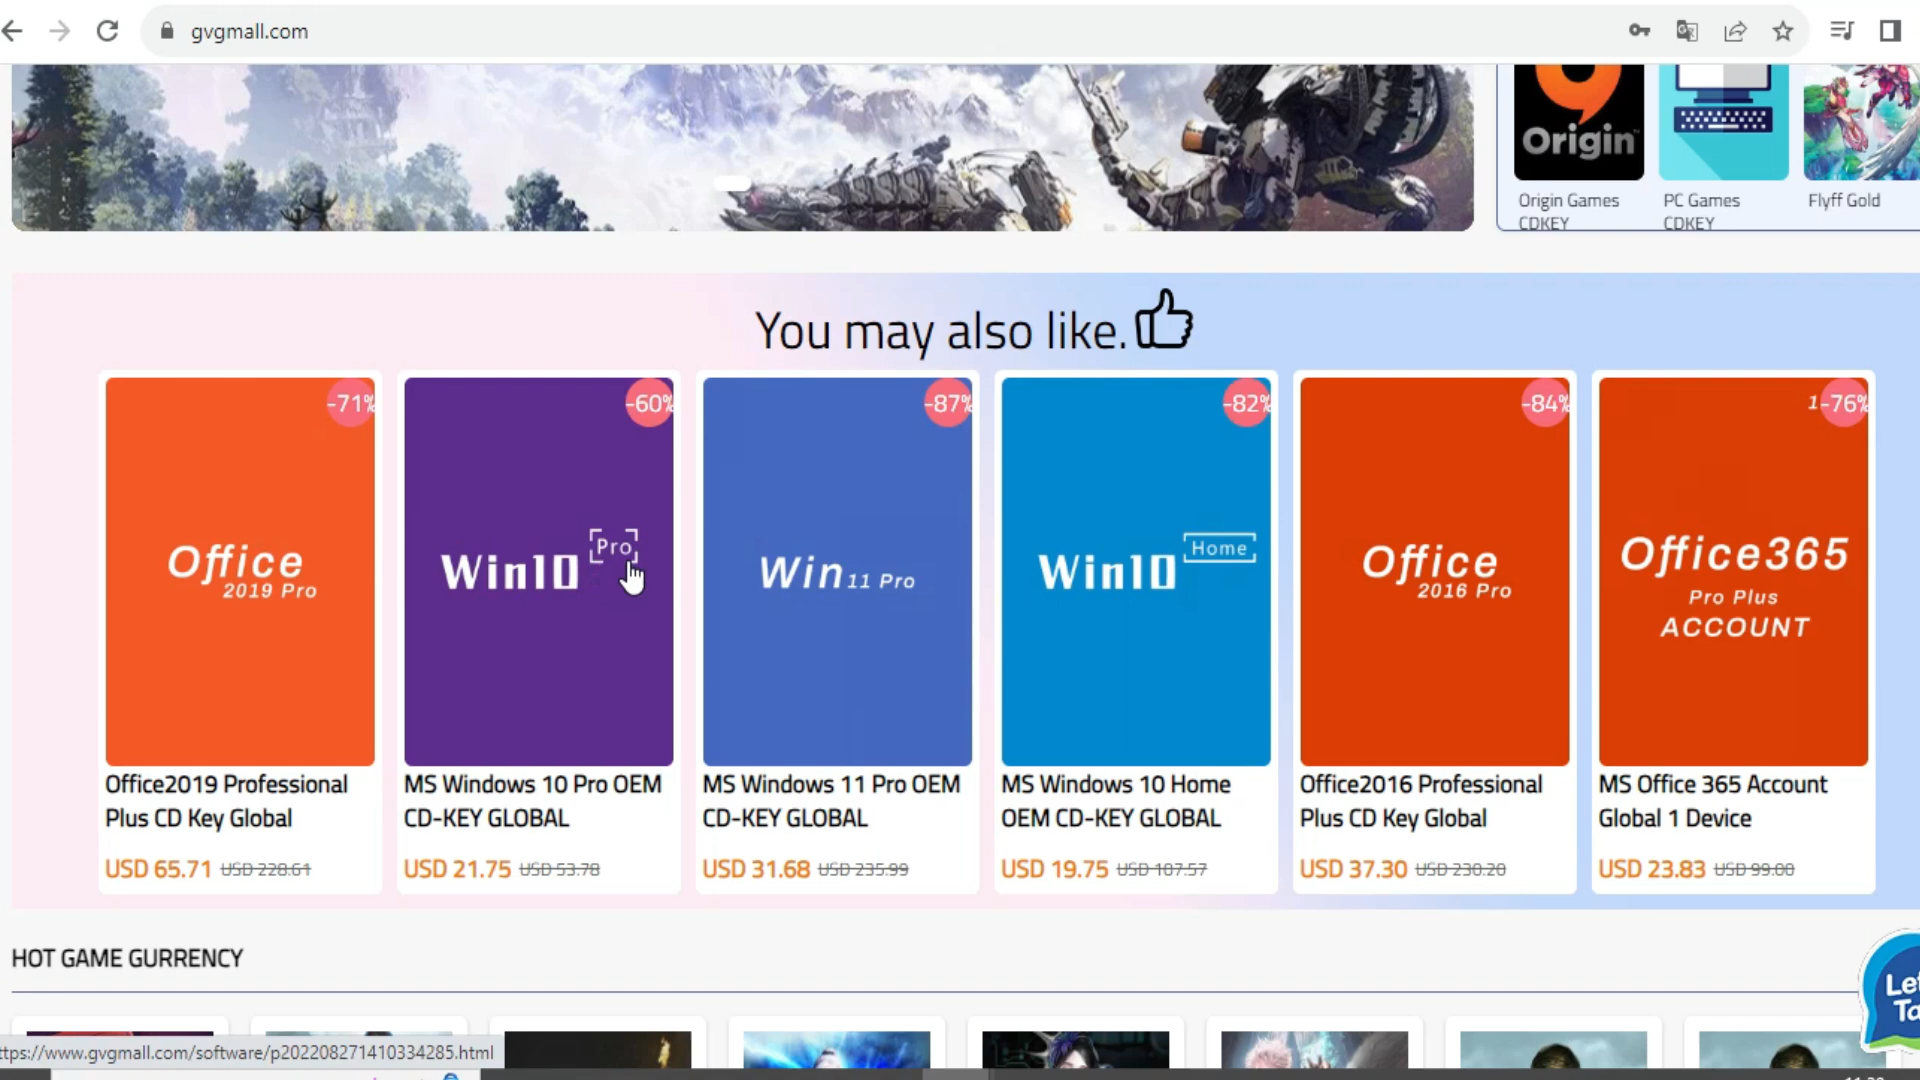 gvgmall.com
Origin
Origin Games
CDKEY
PC Games
CDKEY
Flyff Gold
You may also like.
-71%
-60%
-87%
-82%
-84%
1-76%
Office
2019 Pro
Win10 Pro
Win 11 Pro
Win10 Home
Office
2016 Pro
Office365
Pro Plus
ACCOUNT
Office2019 Professional
Plus CD Key Global
USD 65.71 USD 228.61
MS Windows 10 Pro OEM
CD-KEY GLOBAL
USD 21.75 USD 53.78
MS Windows 11 Pro OEM
CD-KEY GLOBAL
USD 31.68 USD 235.99
MS Windows 10 Home
OEM CD-KEY GLOBAL
USD 19.75 USD 107.57
Office2016 Professional
Plus CD Key Global
USD 37.30 USD 230.20
MS Office 365 Account
Global 1 Device
USD 23.83 USD 99.00
HOT GAME GURRENCY
Let
Ta
ttps://www.gvgmall.com/software/p202208271410334285.html